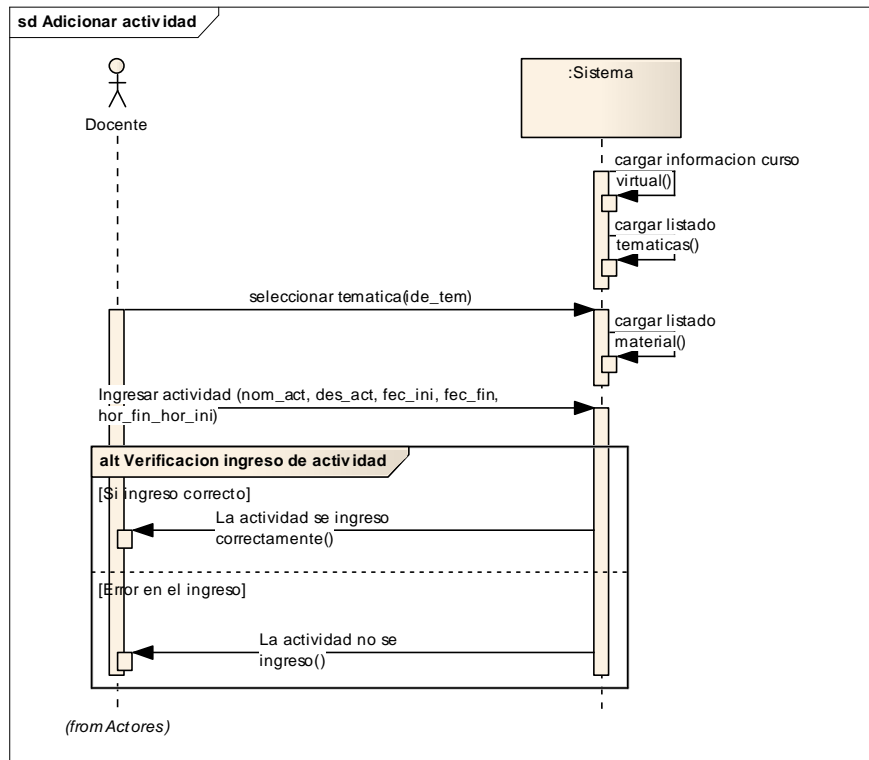 sd Adicionar actividad
Docente
:Sistema
cargar informacion curso
virtual()
cargar listado
tematicas()
seleccionar tematica(ide_tem)
cargar listado
material()
Ingresar actividad (nom_act, des_act, fec_ini, fec_fin,
hor_fin_hor_ini)
alt Verificacion ingreso de actividad
[Si ingreso correcto]
La actividad se ingreso
correctamente()
[Error en el ingreso]
La actividad no se
ingreso()
(from Actores)